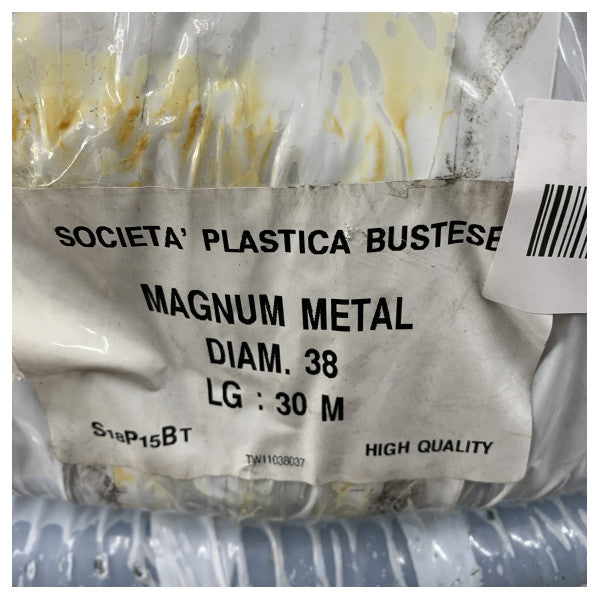 SOCIETA' PLASTICA BUSTESE
MAGNUM METAL
DIAM. 38
LG : 30 M
S18P15BT
TW11038037
HIGH QUALITY